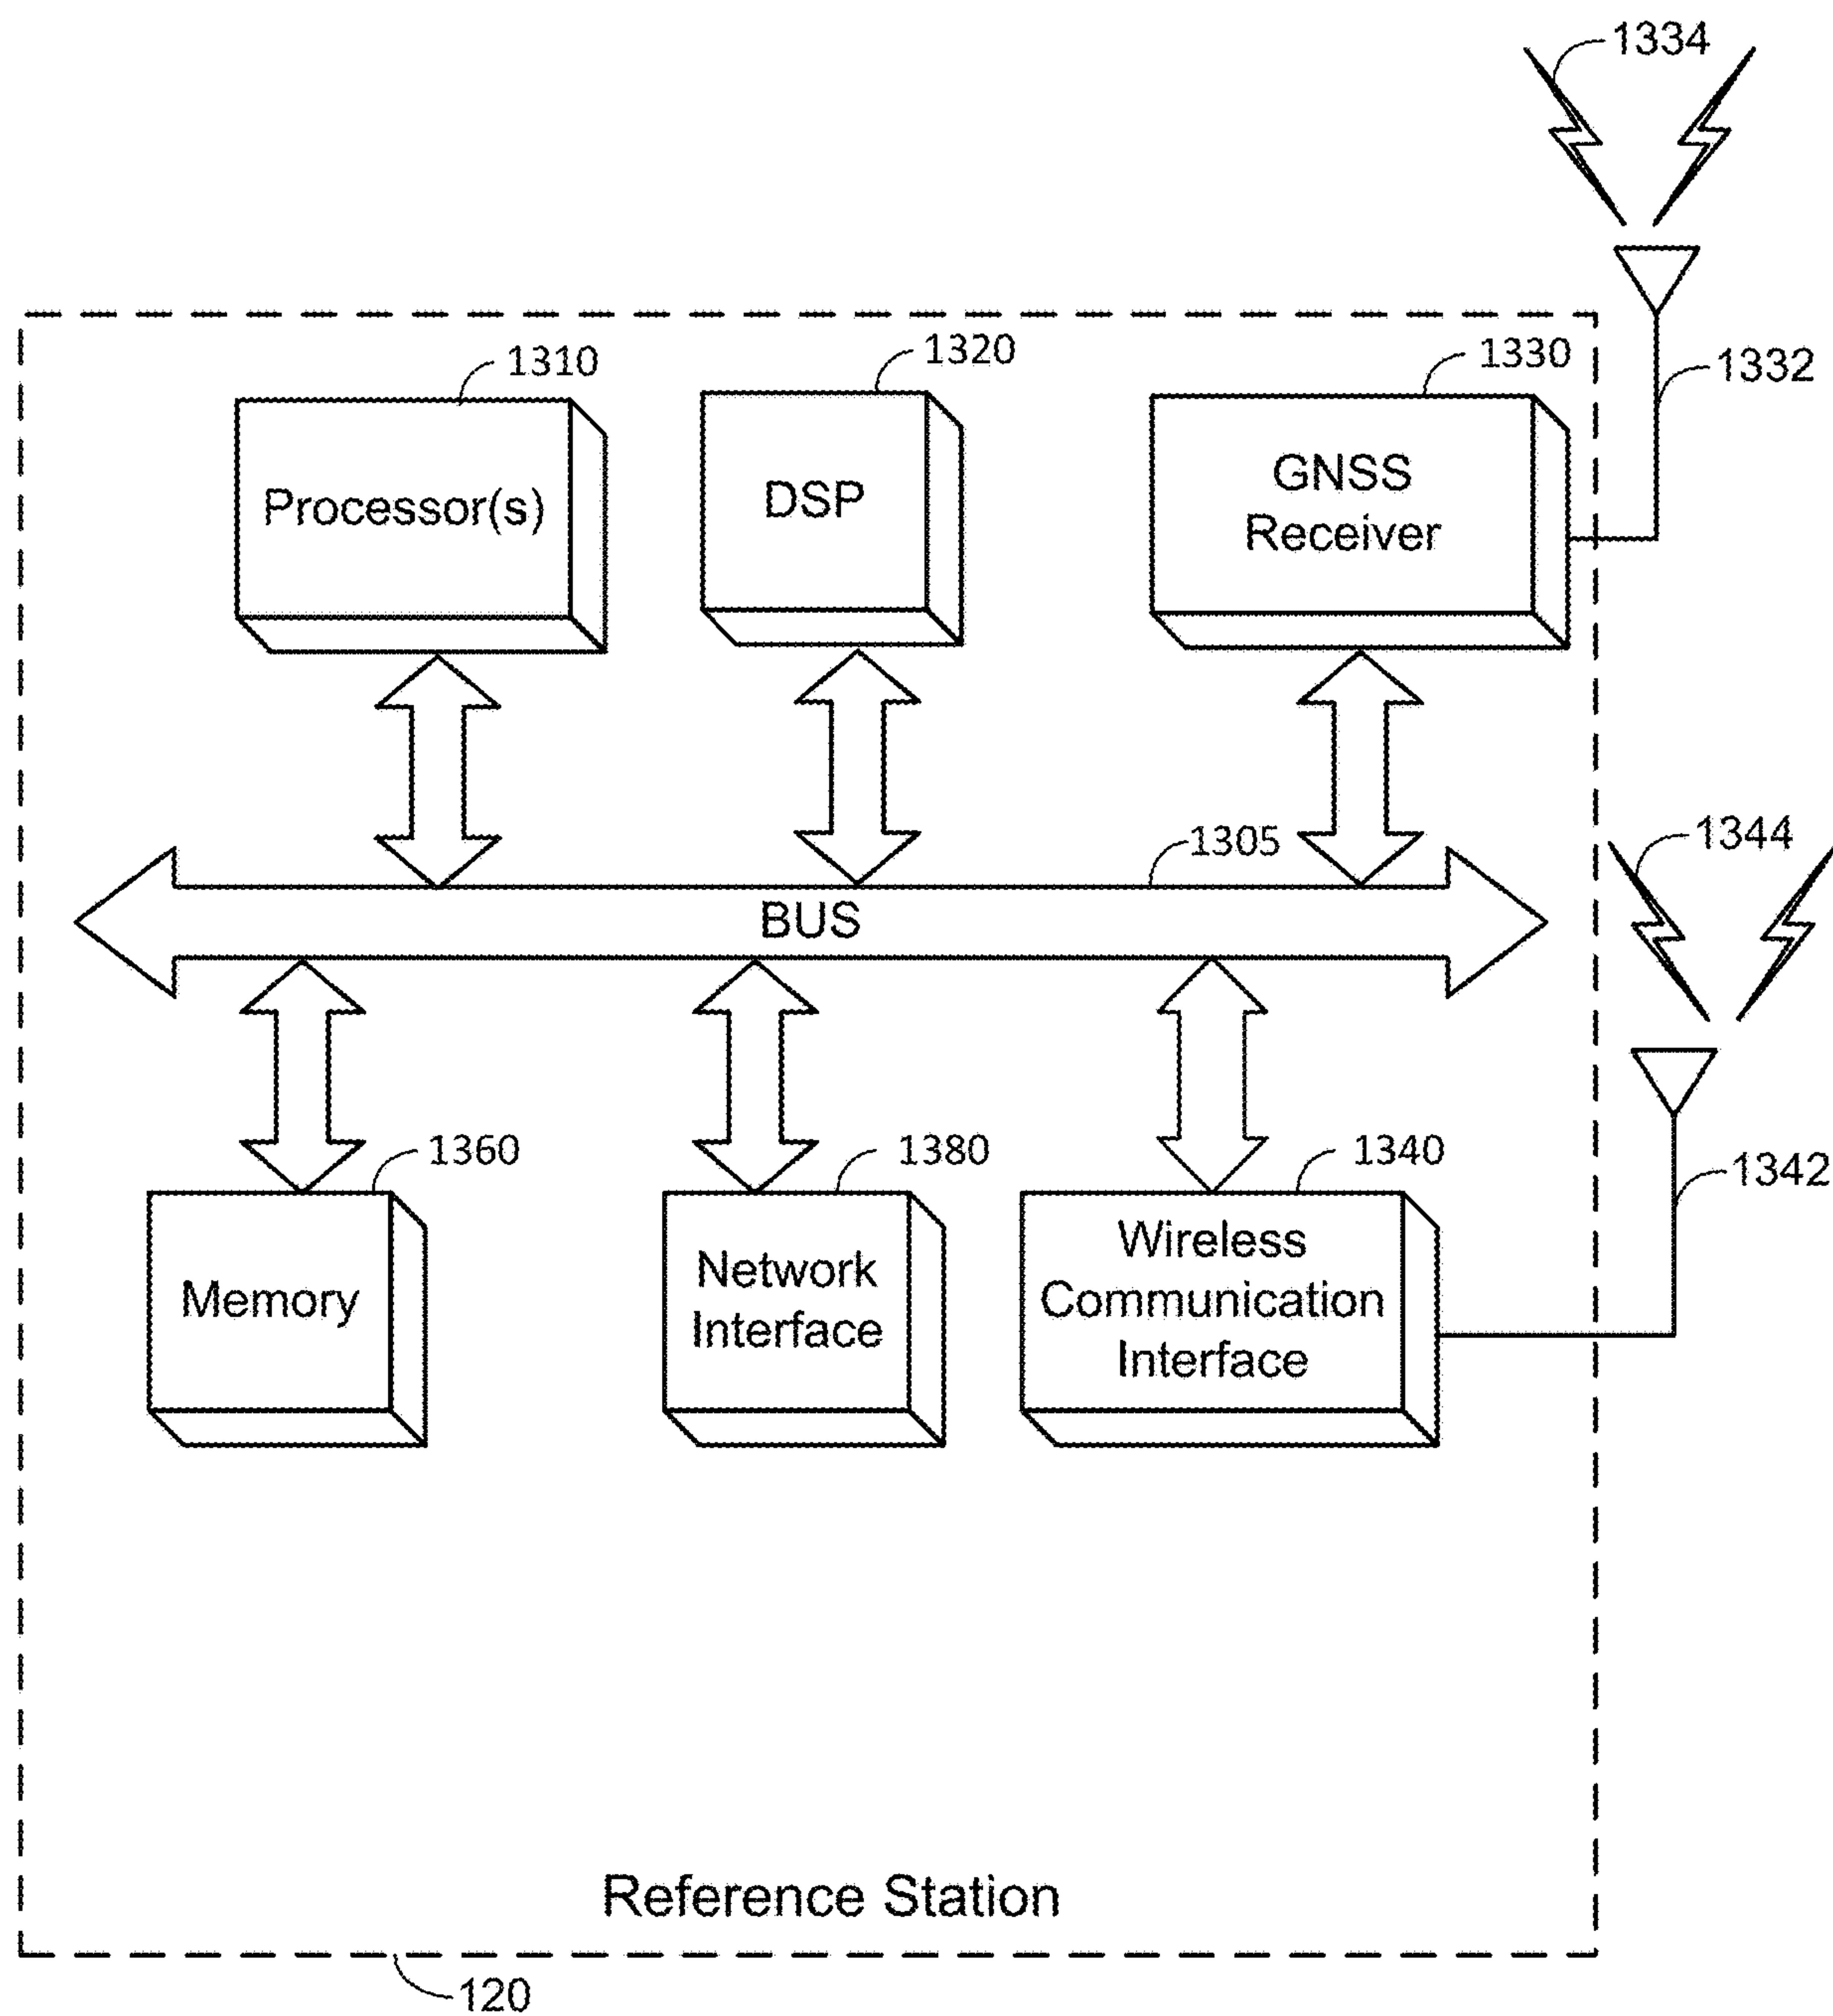 1334
1310
1320
1330
1332
Processor(s)
DSP
GNSS
Receiver
1305
1344
BUS
1360
1380
1340
1342
Memory
Network
Interface
Wireless
Communication
Interface
Reference Station
120